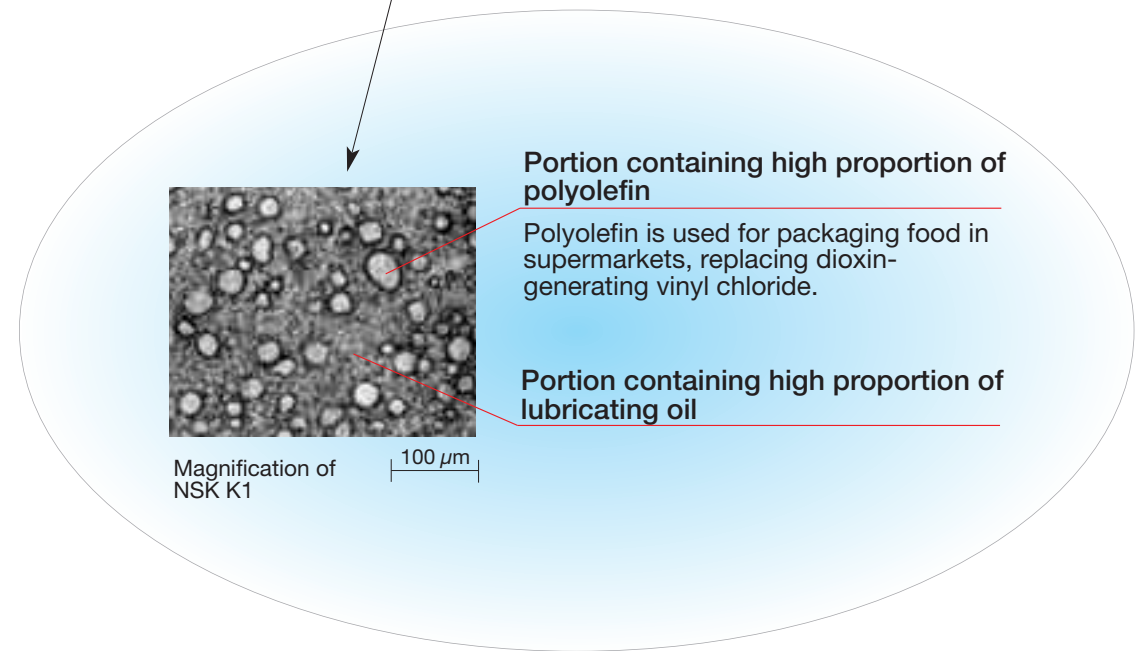 Portion containing high proportion of
polyolefin
Polyolefin is used for packaging food in
supermarkets, replacing dioxin-
generating vinyl chloride.
Portion containing high proportion of
lubricating oil
100 µm
Magnification of
NSK K1